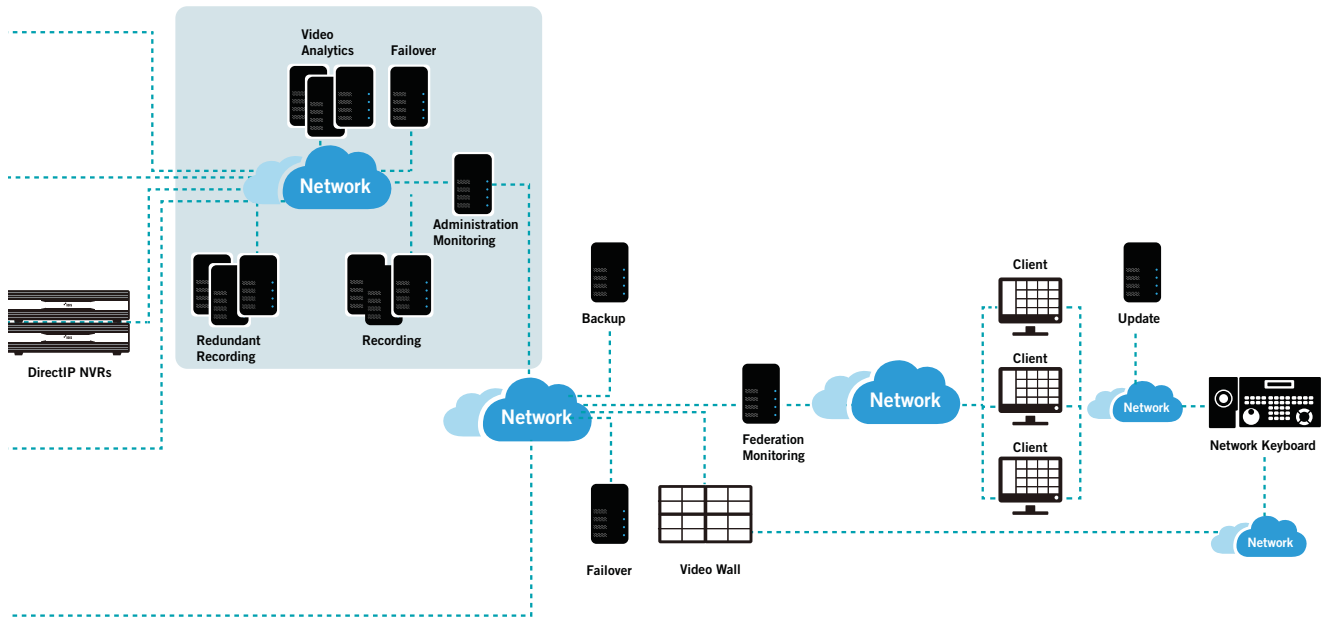 Video
Analytics
Failover
Network
Administration
Monitoring
Redundant
Recording
Recording
DirectIP NVRs
Backup
Network
Failover
Video Wall
Federation
Monitoring
Network
Client
Client
Client
Update
Network
Network Keyboard
Network